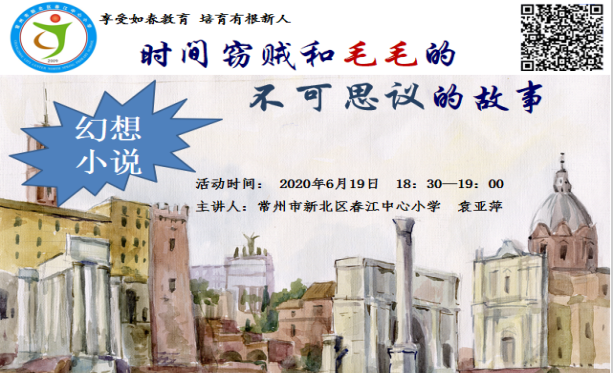 享受如春教育 培育有根新人
时间窃贼和毛毛的
不可思议的故事
幻想
小说
活动时间： 2020年6月19日 18：30—19：00
主讲人：常州市新北区春江中心小学 袁亚萍